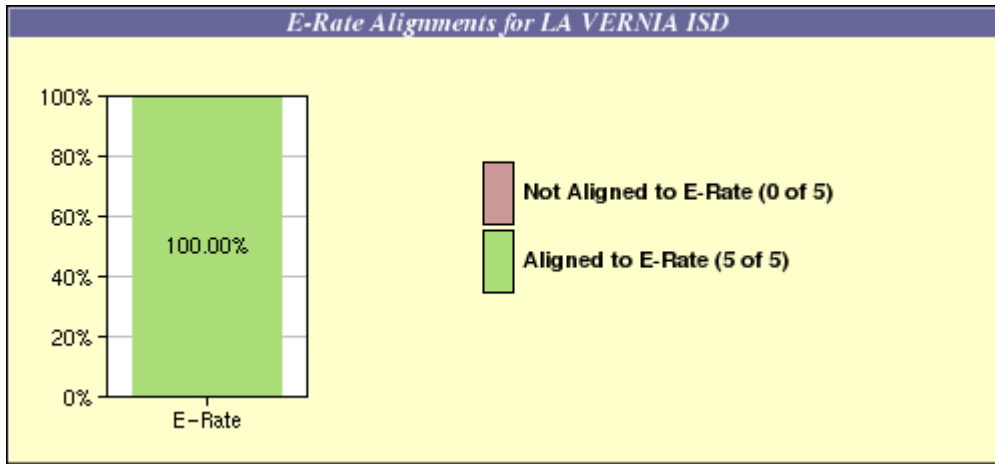 E-Rate Alignments for LA VERNIA ISD
100%
80%
60%
40%
20%
0%
100.00%
E-Rate
Not Aligned to E-Rate (0 of 5)
Aligned to E-Rate (5 of 5)